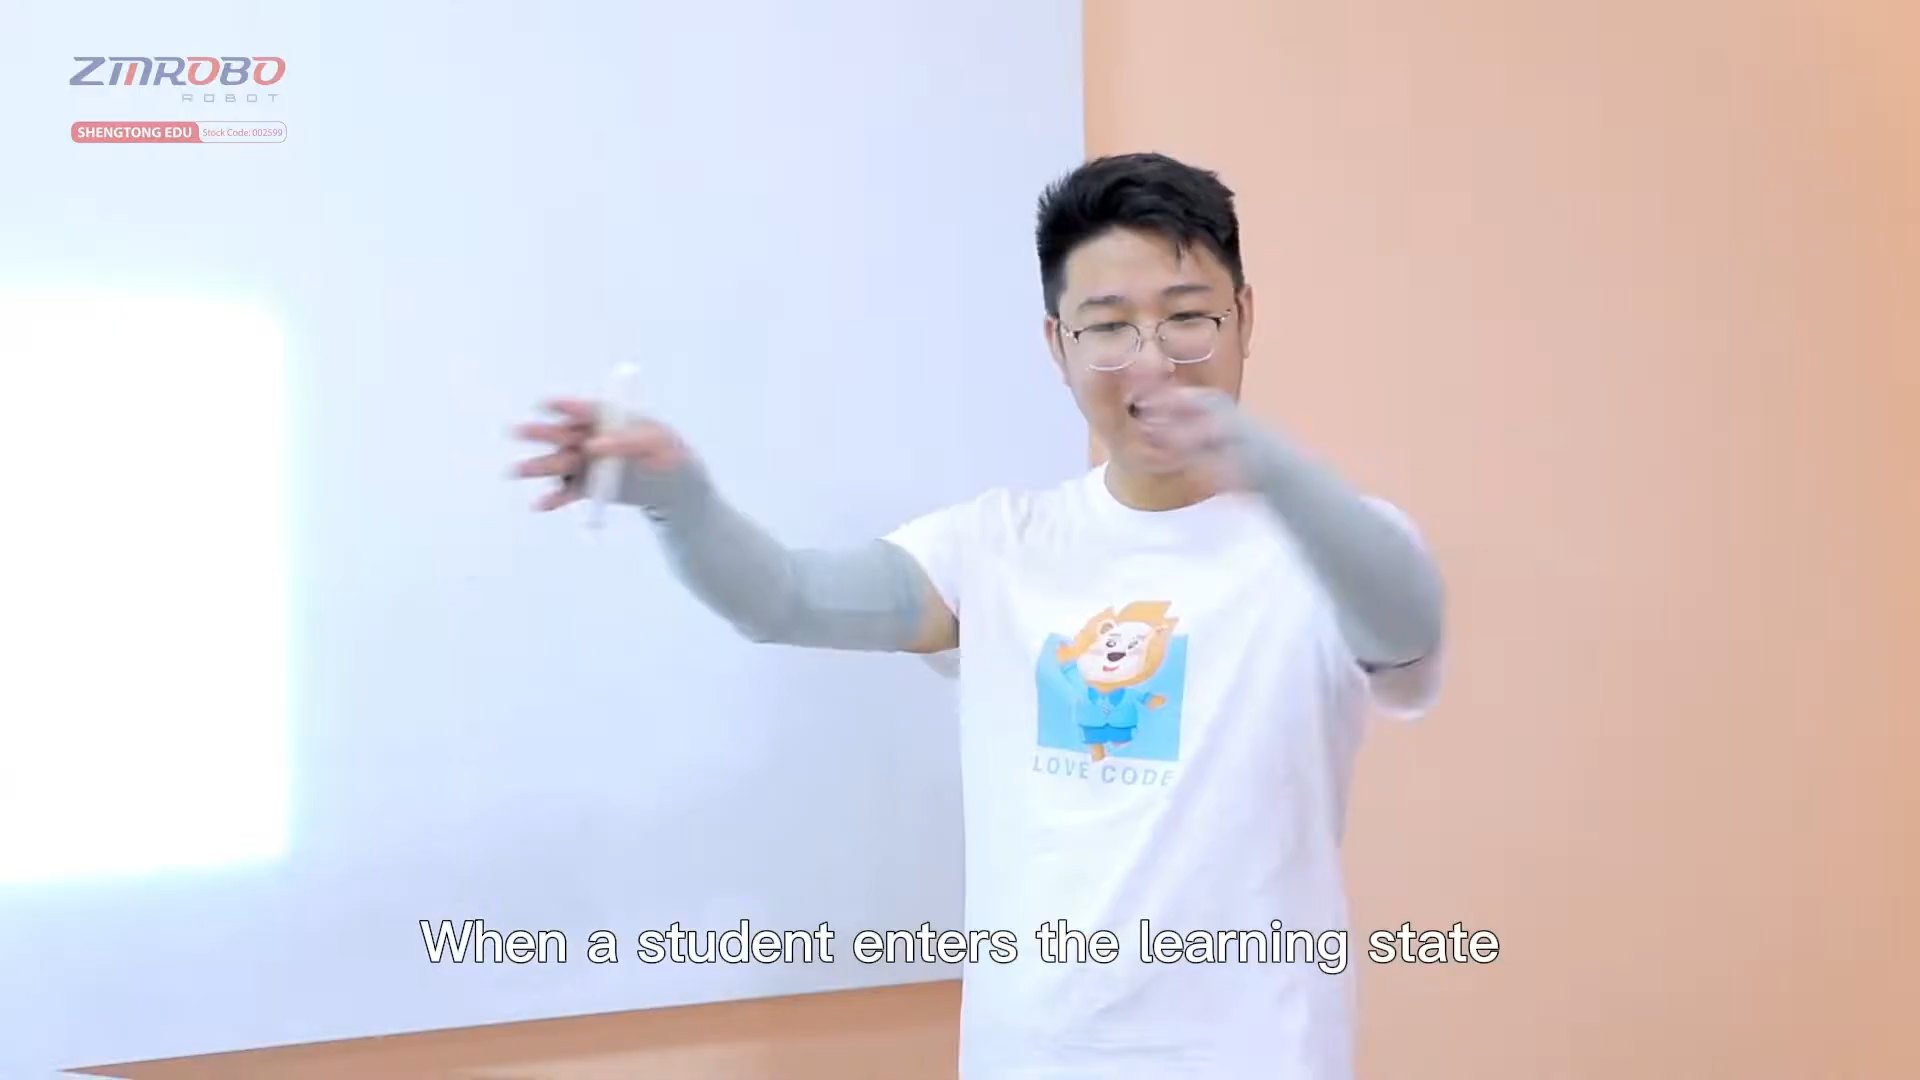 ZMROBO
ROBOT
SHENGTONG EDU Stock Code: 002599
LOVE CODE
When a student enters the learning state